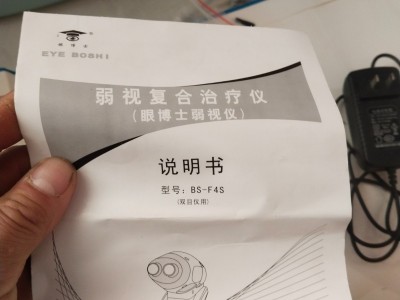 眼博士
EYE BOSHI
弱视复合治疗仪
(眼博士弱视仪)
说明书
型号：BS-F4S
(双目仪用)